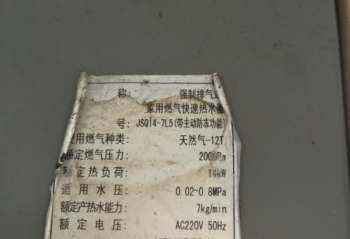 称: 强制排气
家用燃气快速热水器
号: JSQ14-7L5(带主动防冻功能)
使用燃气种类: 天然气-12T
额定燃气压力: 2000Pa
额定热负荷: 14kW
适用水压: 0.02-0.8MPa
额定产热水能力: 7kg/min
额定电压: AC220V 50Hz